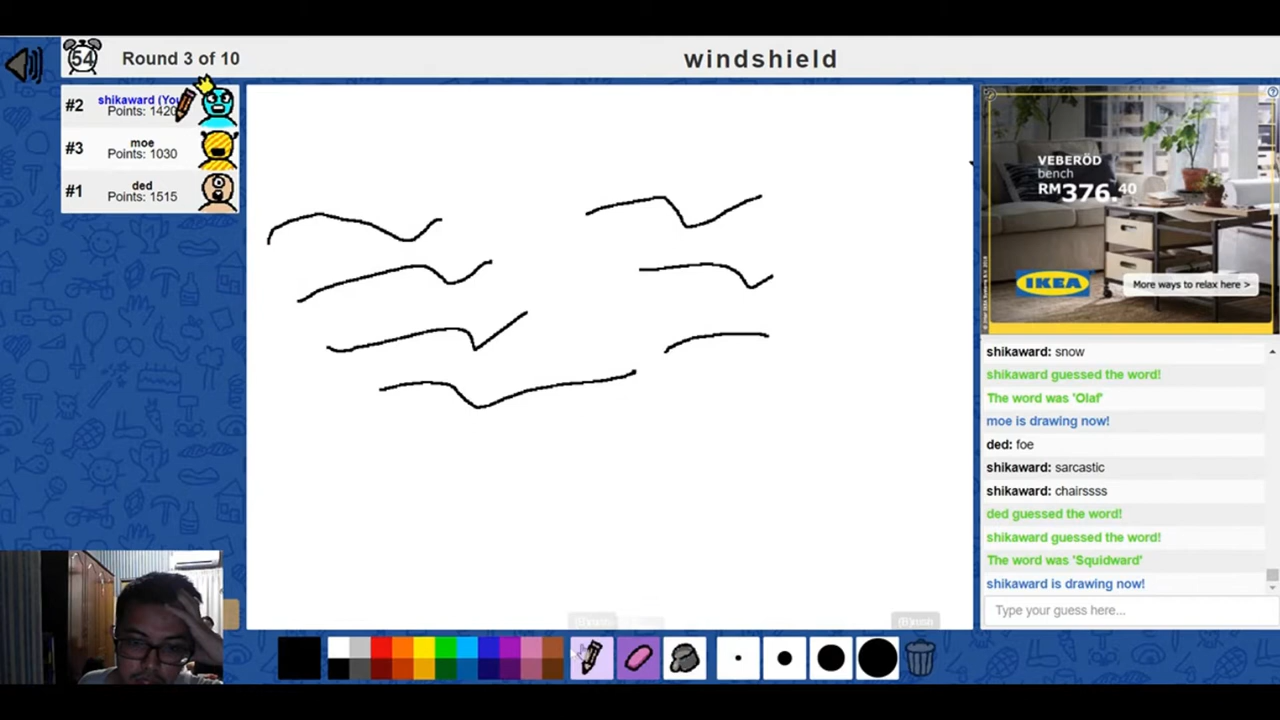 54
Round 3 of 10
windshield
#2
shikaward (You
Points: 1420
#3
moe
Points: 1030
#1
ded
Points: 1515
VEBERÖD
bench
RM376.40
IKEA
More ways to relax here >
shikaward: snow
shikaward guessed the word!
The word was 'Olaf'
moe is drawing now!
ded: foe
shikaward: sarcastic
shikaward: chairssss
ded guessed the word!
shikaward guessed the word!
The word was 'Squidward'
shikaward is drawing now!
Type your guess here...